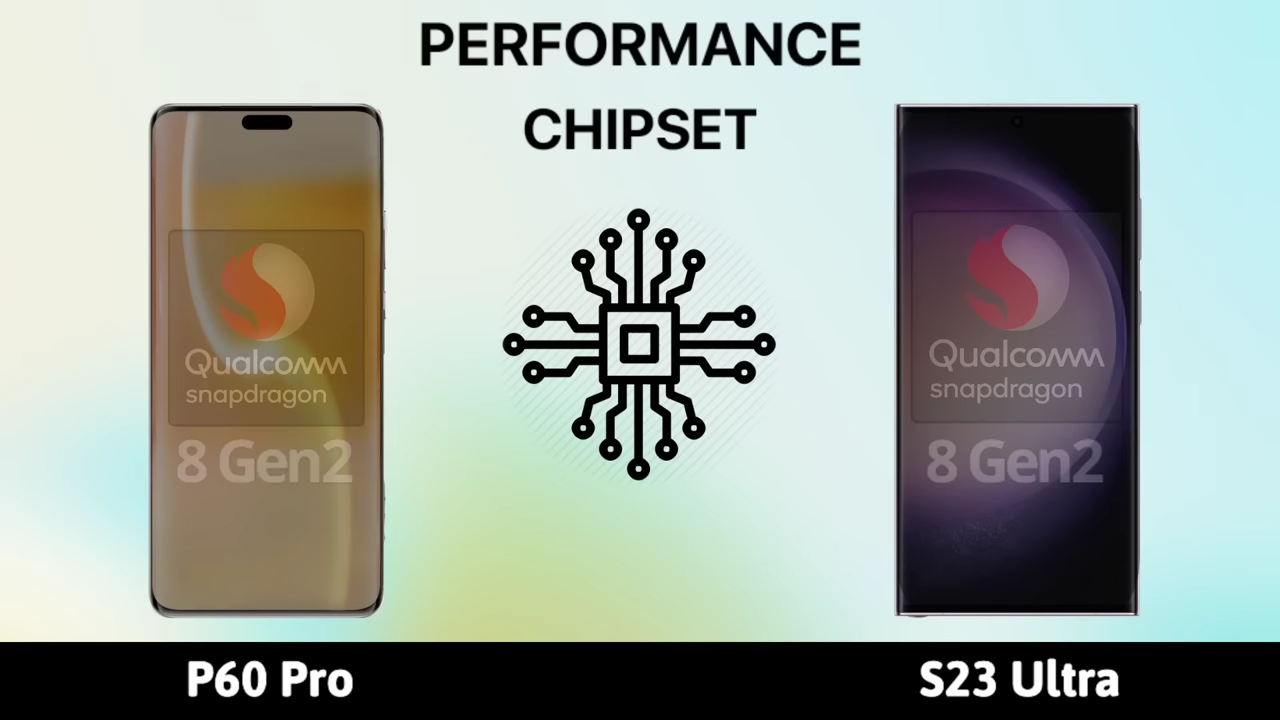 PERFORMANCE
CHIPSET
Qualcomm
snapdragon
8 Gen2
Qualcomm
snapdragon
8 Gen2
P60 Pro
S23 Ultra